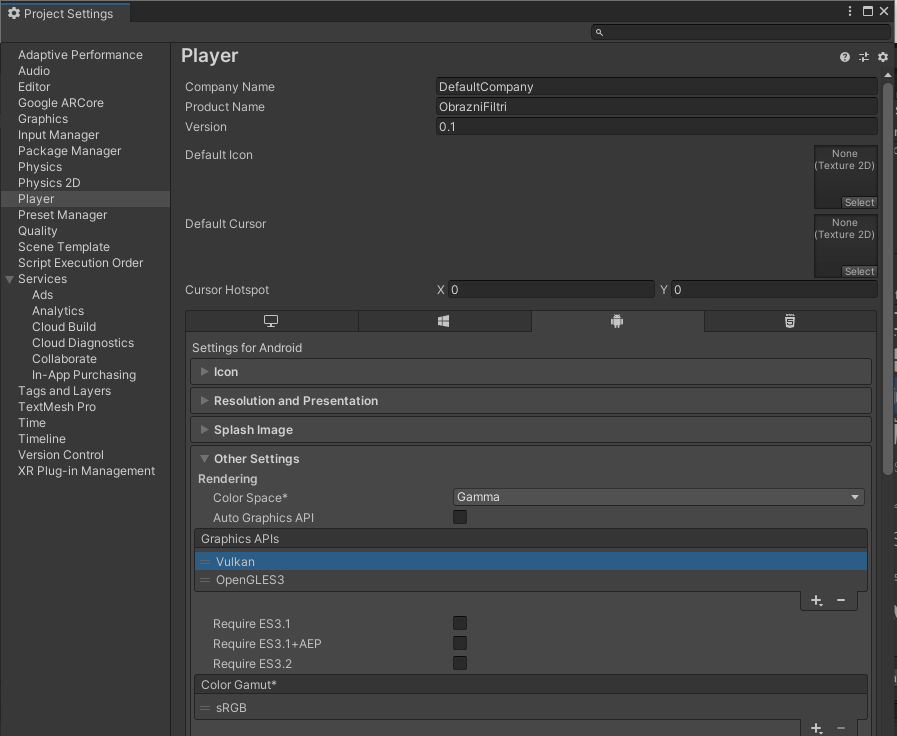 Project Settings
Adaptive Performance
Audio
Editor
Google ARCore
Graphics
Input Manager
Package Manager
Physics
Physics 2D
Player
Preset Manager
Quality
Scene Template
Script Execution Order
Services
Ads
Analytics
Cloud Build
Cloud Diagnostics
Collaborate
In-App Purchasing
Tags and Layers
TextMesh Pro
Time
Timeline
Version Control
XR Plug-in Management
Player
Company Name DefaultCompany
Product Name ObrazniFiltri
Version 0.1
Default Icon
None
(Texture 2D)
Select
Default Cursor
None
(Texture 2D)
Select
Cursor Hotspot X 0 Y 0
Settings for Android
Icon
Resolution and Presentation
Splash Image
Other Settings
Rendering
Color Space* Gamma
Auto Graphics API
Graphics APIs
Vulkan
OpenGLES3
Require ES3.1
Require ES3.1+AEP
Require ES3.2
Color Gamut*
sRGB